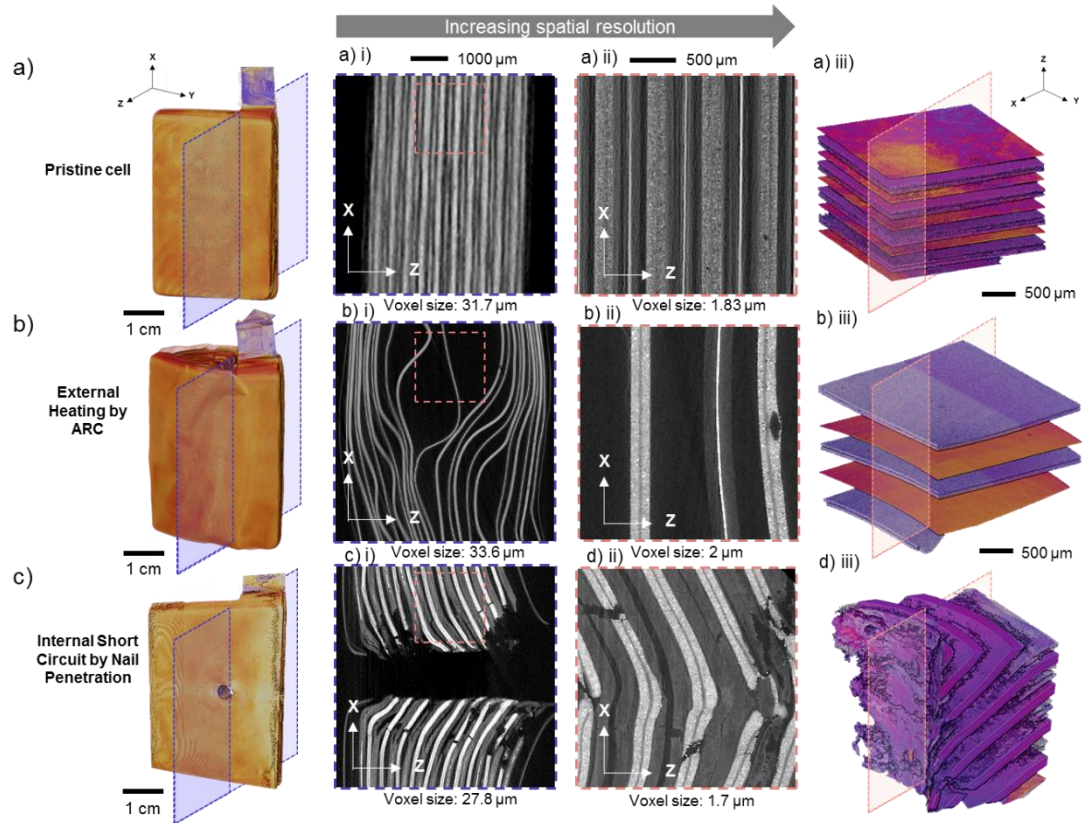 Increasing spatial resolution
a)
X
Z
Y
Pristine cell
1 cm
a) i)
1000 µm
X
Z
Voxel size: 31.7 µm
a) ii)
500 µm
X
Z
Voxel size: 1.83 µm
a) iii)
Z
X
Y
500 µm
b)
External
Heating by
ARC
1 cm
b) i)
X
Z
Voxel size: 33.6 µm
b) ii)
X
Z
Voxel size: 2 µm
b) iii)
500 µm
c)
Internal Short
Circuit by Nail
Penetration
1 cm
c) i)
X
Z
Voxel size: 27.8 µm
d) ii)
X
Z
Voxel size: 1.7 µm
d) iii)